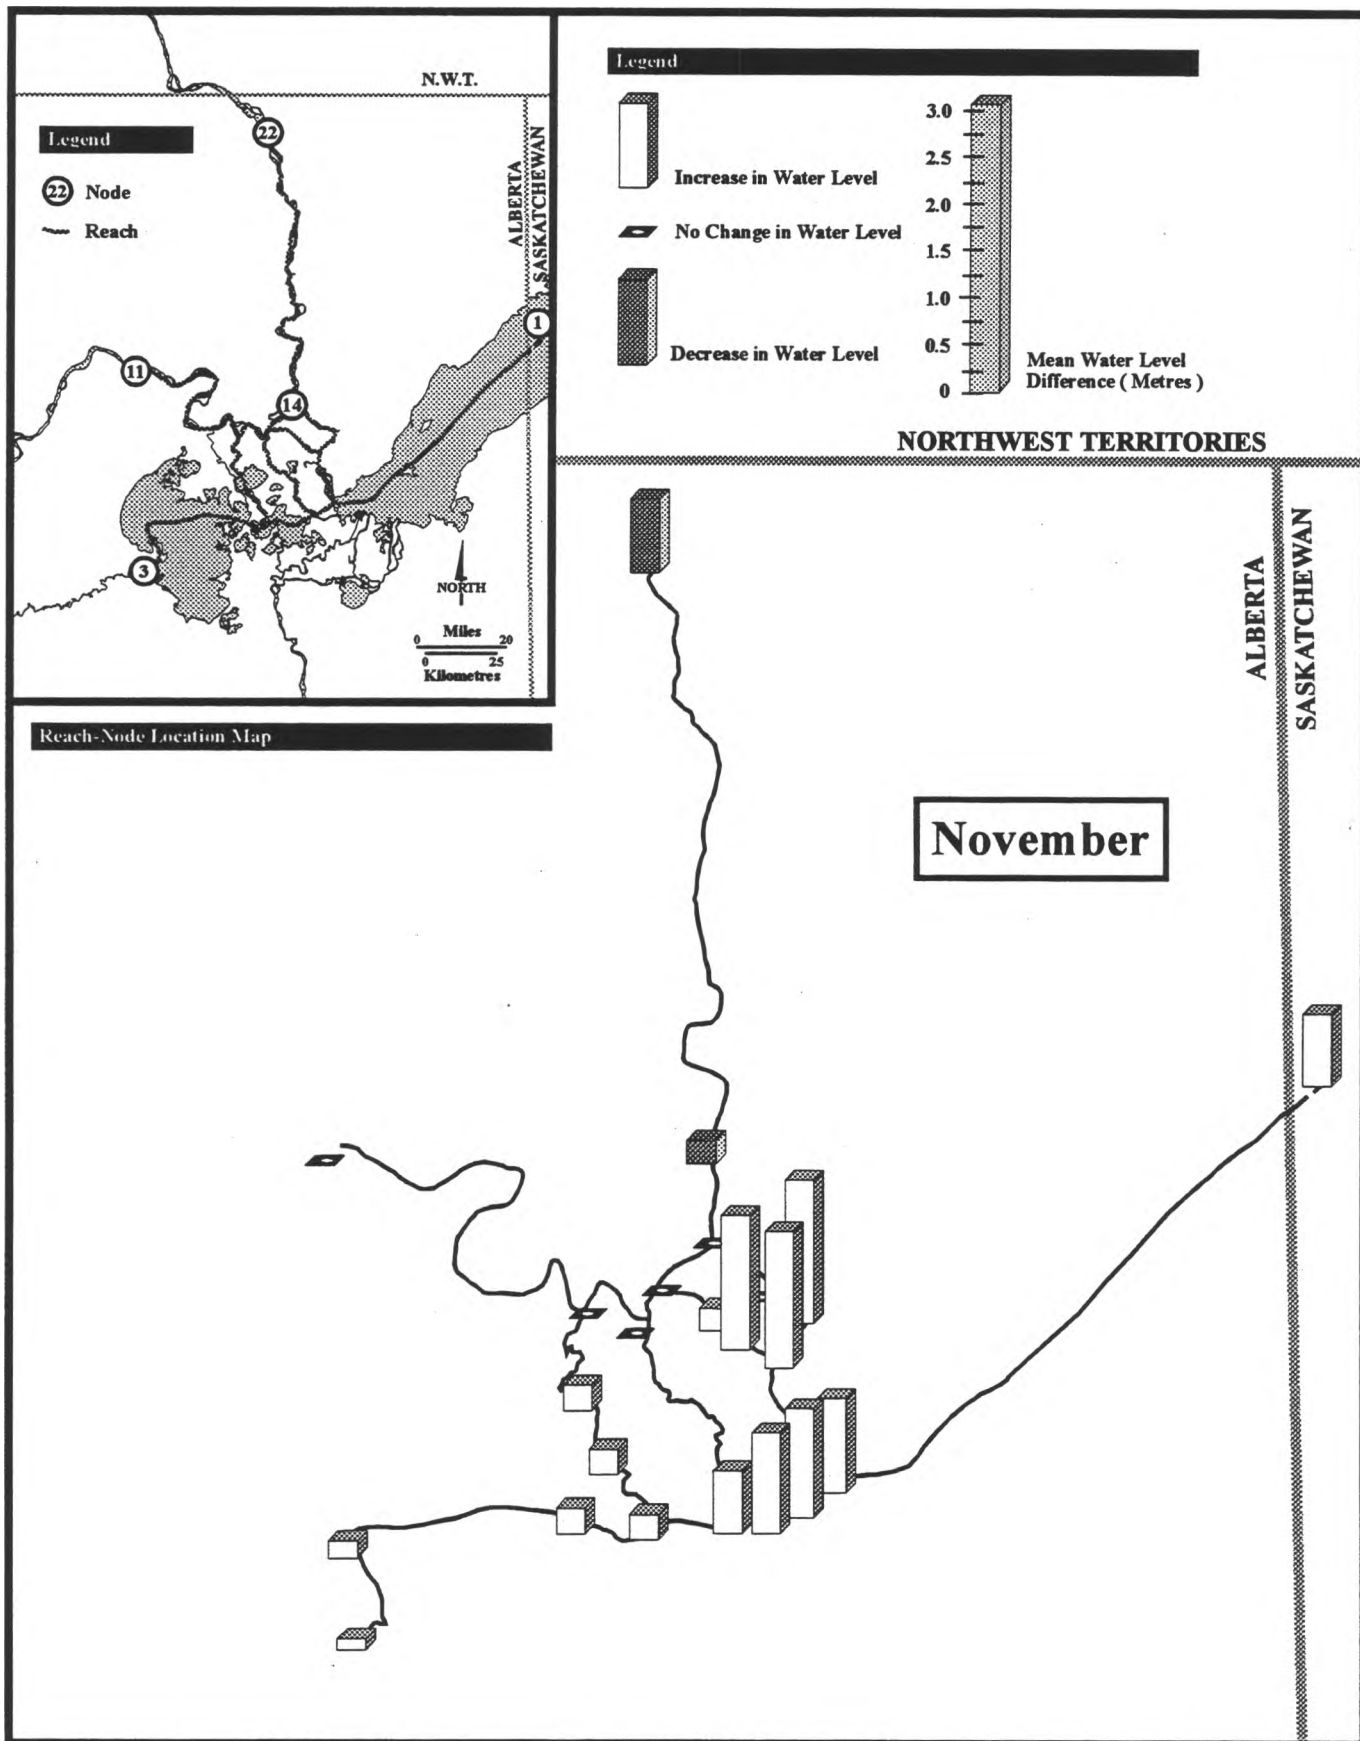 N.W.T.
Legend
22
22 Node
Reach
ALBERTA
SASKATCHEWAN
1
11
14
3
NORTH
Miles
0 20
0 25
Kilometres
Reach-Node Location Map
Legend
Increase in Water Level
No Change in Water Level
Decrease in Water Level
3.0
2.5
2.0
1.5
1.0
0.5
0
Mean Water Level
Difference ( Metres )
NORTHWEST TERRITORIES
ALBERTA
SASKATCHEWAN
November